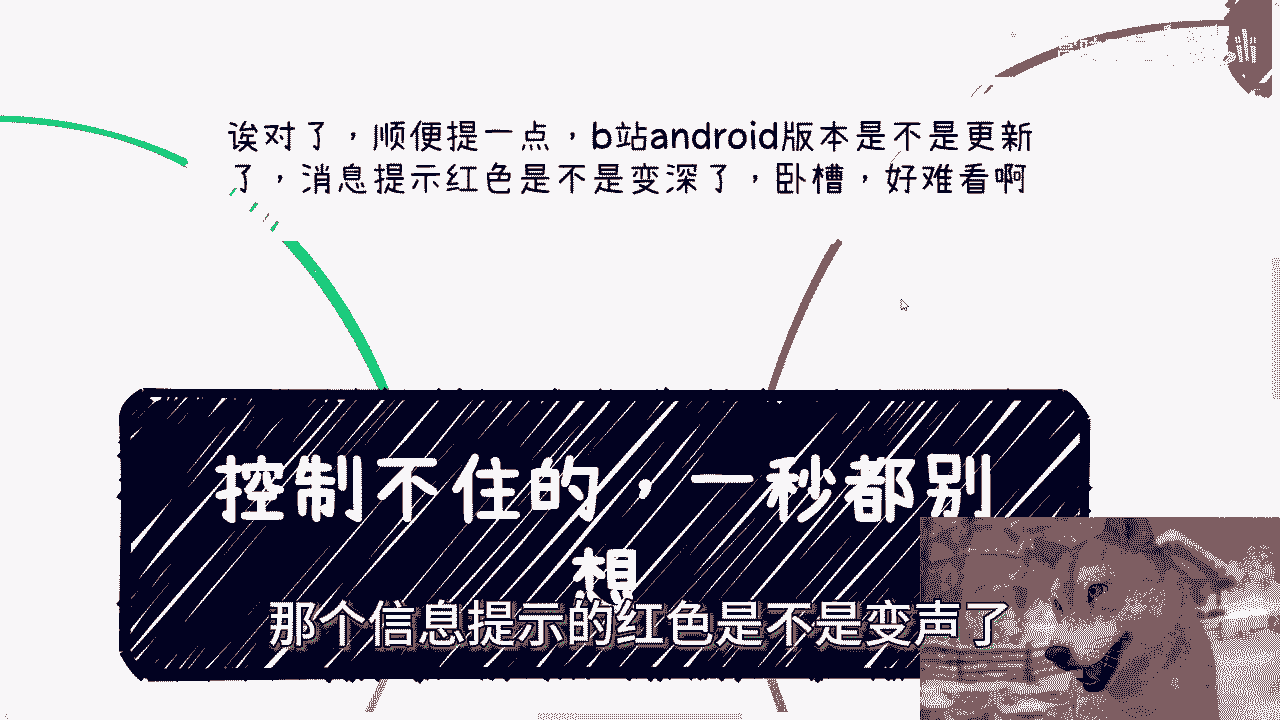 诶对了，顺便提一点，b站android版本是不是更新
了，消息提示红色是不是变深了，卧槽，好难看啊
控制不住的，一秒都别
想
那个信息提示的红色是不是变声了